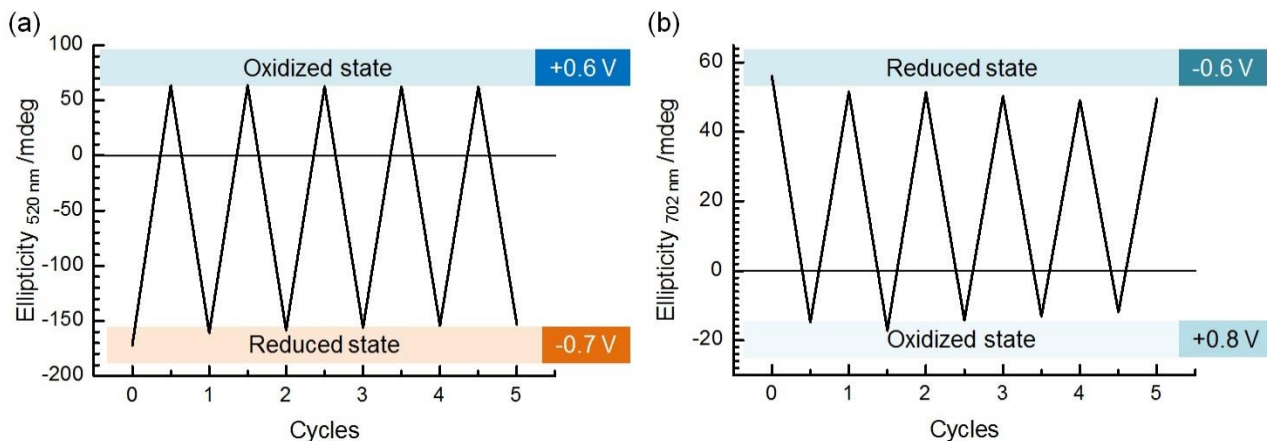 (a)
100
50
0
-50
-100
-150
-200
Ellipticity 520 nm /mdeg
Oxidized state
+0.6 V
Reduced state
-0.7 V
0 1 2 3 4 5
Cycles
(b)
60
40
20
0
-20
Ellipticity 702 nm /mdeg
Reduced state
-0.6 V
Oxidized state
+0.8 V
0 1 2 3 4 5
Cycles